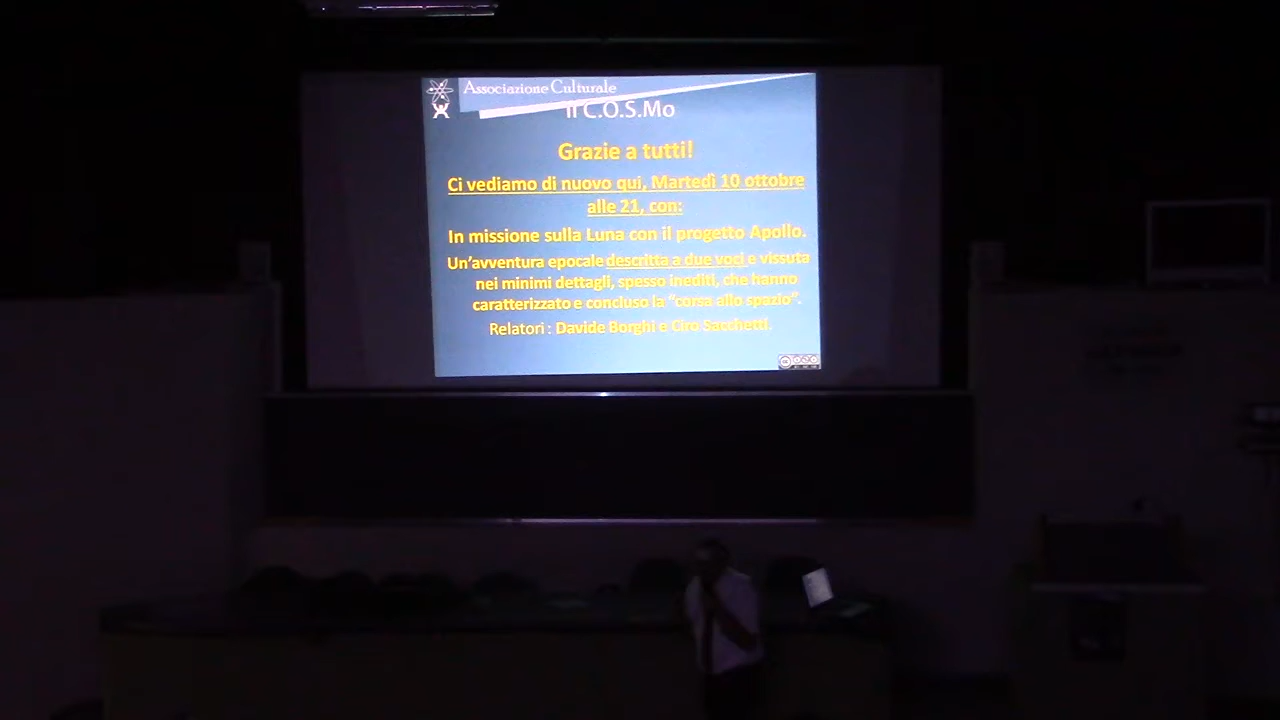 Associazione Culturale
Il C.O.S.Mo
Grazie a tutti!
Ci vediamo di nuovo qui, Martedì 10 ottobre
alle 21, con:
In missione sulla Luna con il progetto Apollo.
Un'avventura epocale descritta a due voci e vissuta
nei minimi dettagli, spesso inediti, che hanno
caratterizzato e concluso la "corsa allo spazio".
Relatori : Davide Borghi e Ciro Sacchetti.